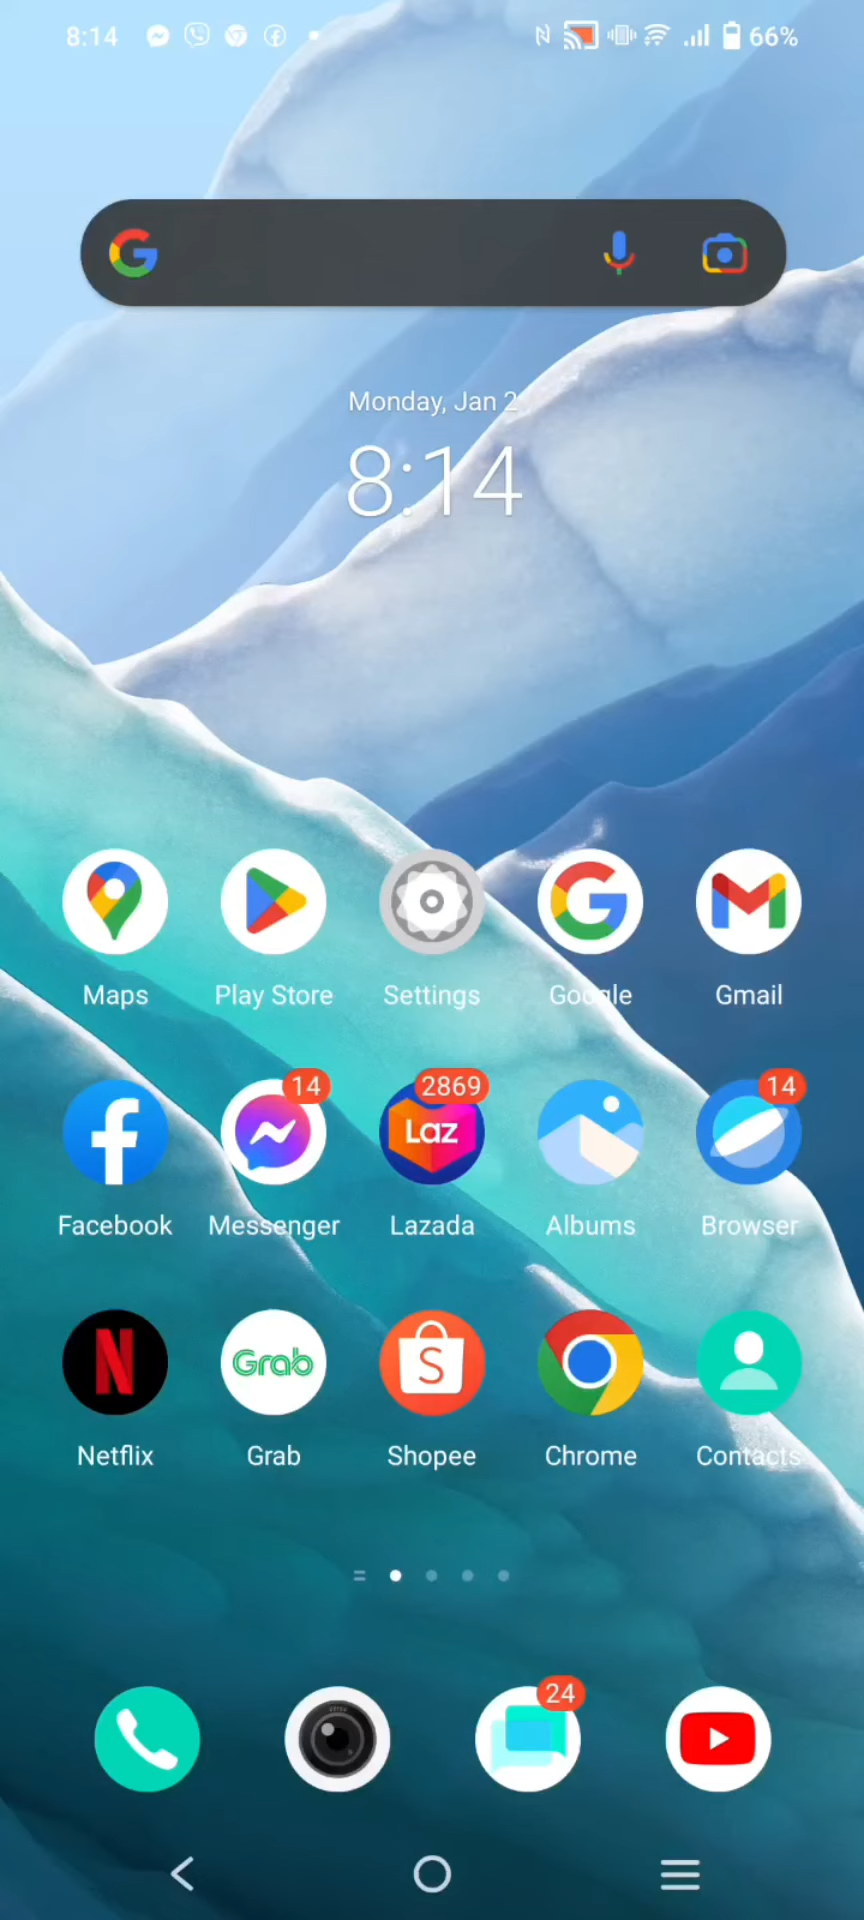 8:14 66%
Monday, Jan 2
8:14
Maps Play Store Settings Google Gmail
14 2869 14
Laz
Facebook Messenger Lazada Albums Browser
Grab
Netflix Grab Shopee Chrome Contacts
24